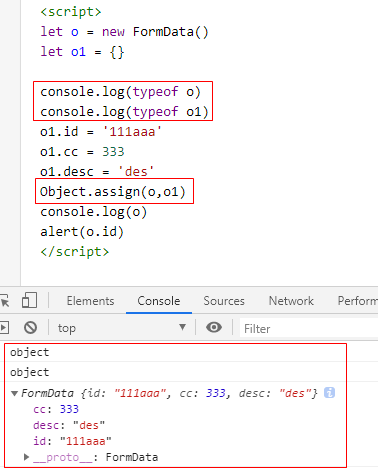 <script>
let o = new FormData()
let o1 = {}
console.log(typeof o)
console.log(typeof o1)
o1.id = '111aaa'
o1.cc = 333
o1.desc = 'des'
Object.assign(o,o1)
console.log(o)
alert(o.id)
</script>
Elements Console Sources Network Perform
top Filter
object
object
FormData {id: "111aaa", cc: 333, desc: "des"}
cc: 333
desc: "des"
id: "111aaa"
__proto__: FormData